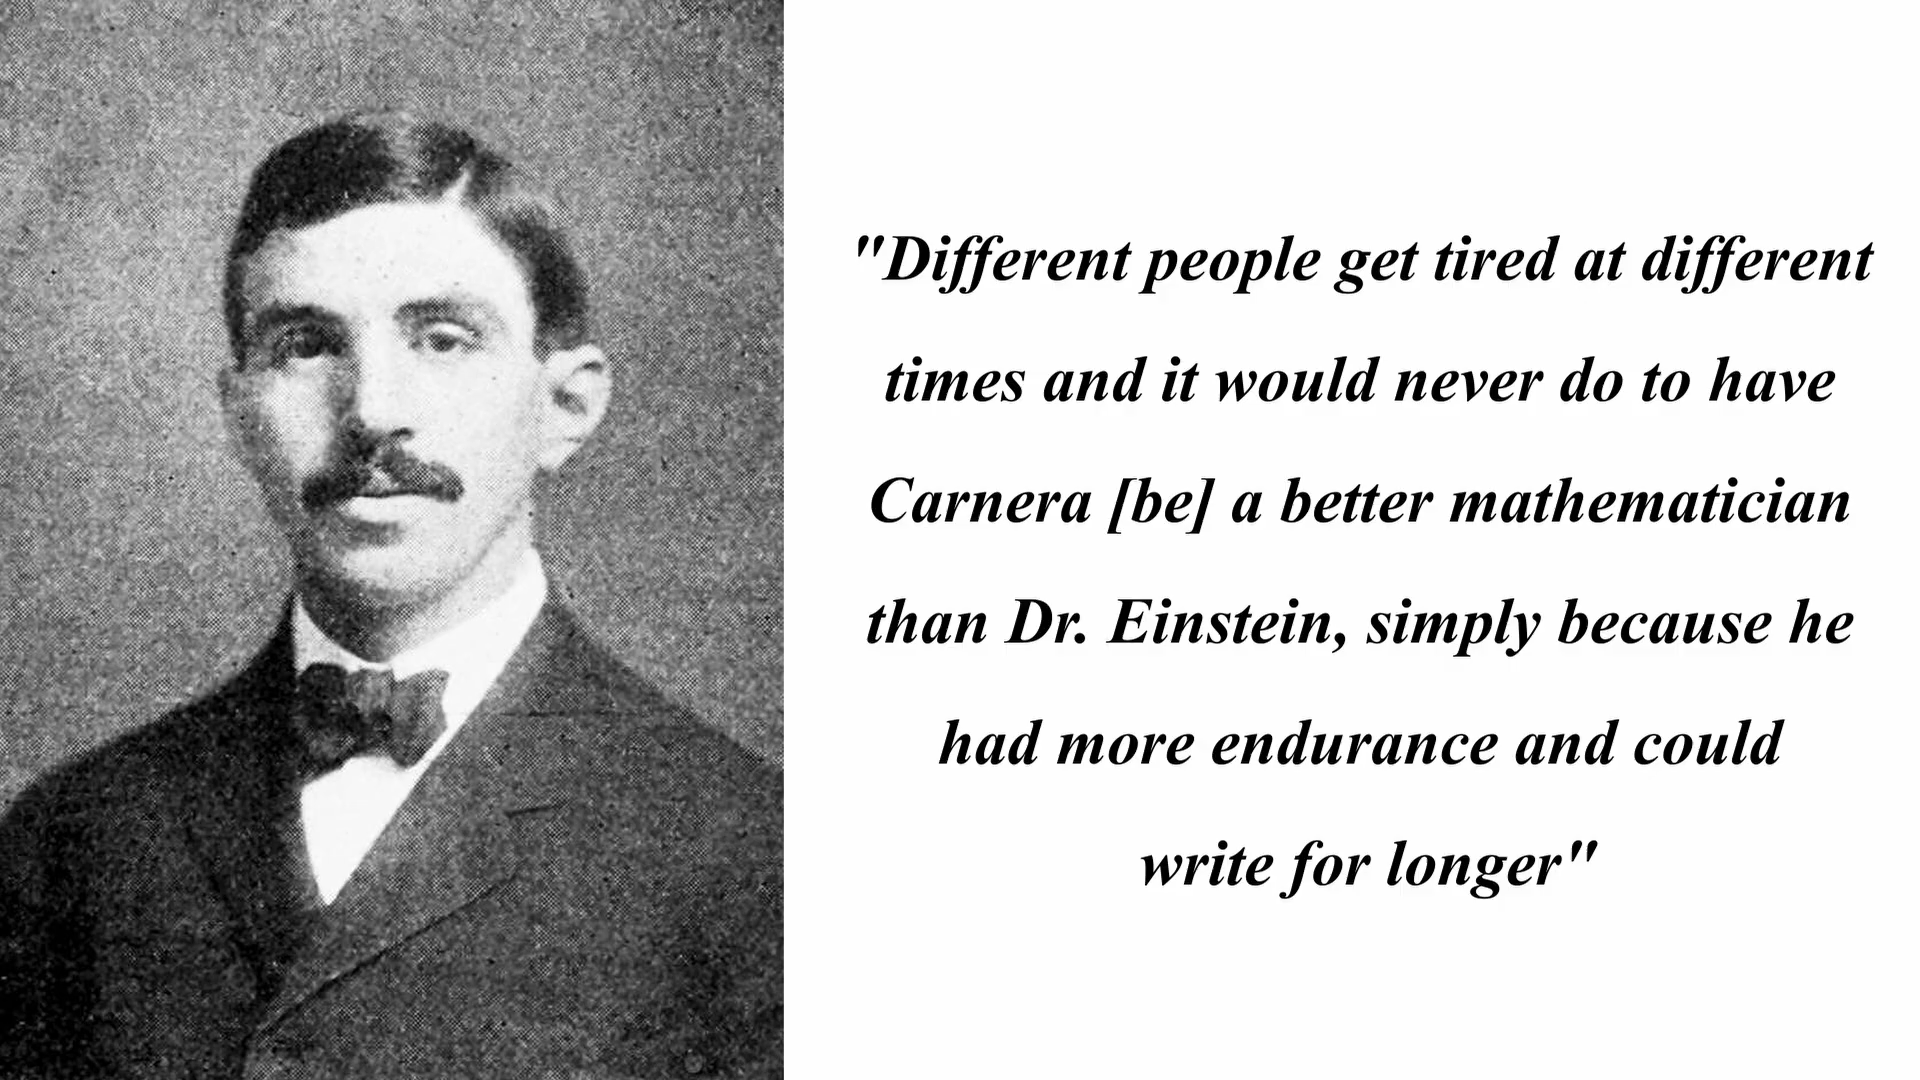 "Different people get tired at different
times and it would never do to have
Carnera [be] a better mathematician
than Dr. Einstein, simply because he
had more endurance and could
write for longer"